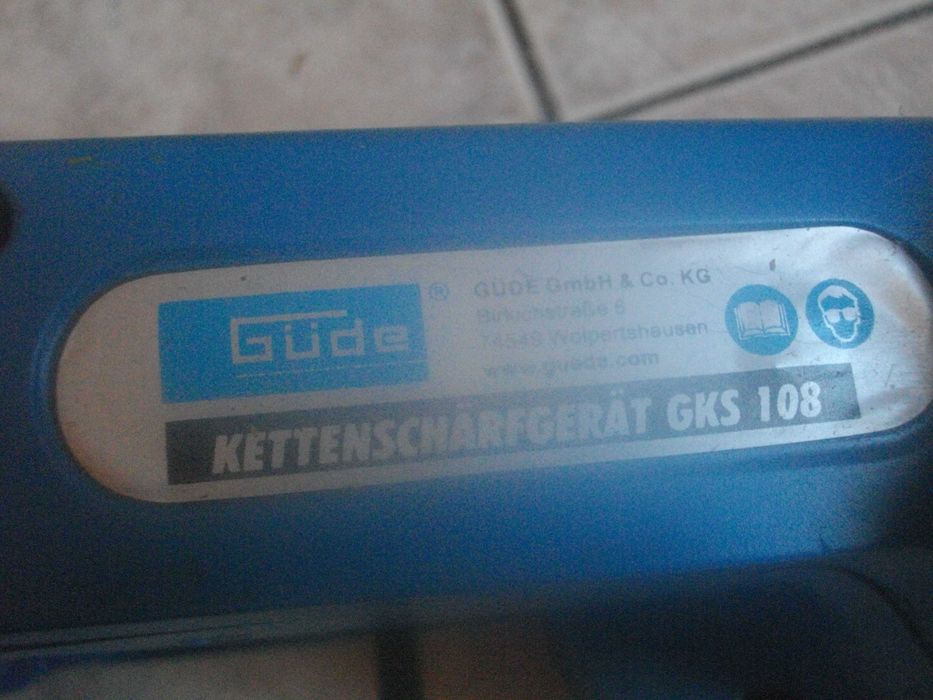 Güde ®
GÜDE GmbH & Co. KG
Birkichstraße 6
74549 Wolpertshausen
www.guede.com
KETTENSCHÄRFGERÄT GKS 108